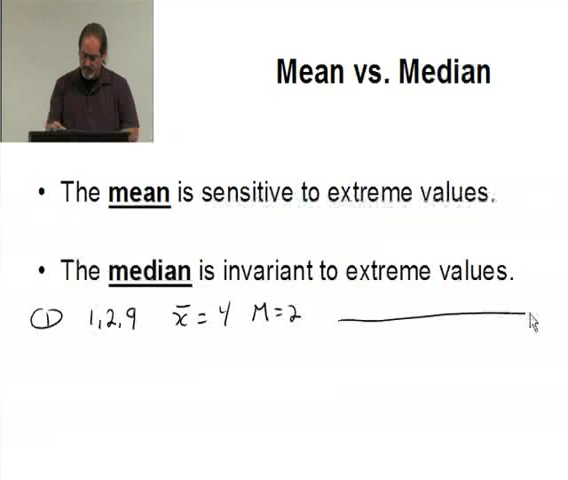 Mean vs. Median
• The mean is sensitive to extreme values.
• The median is invariant to extreme values.
① 1,2,9 x̄ = 4 M = 2